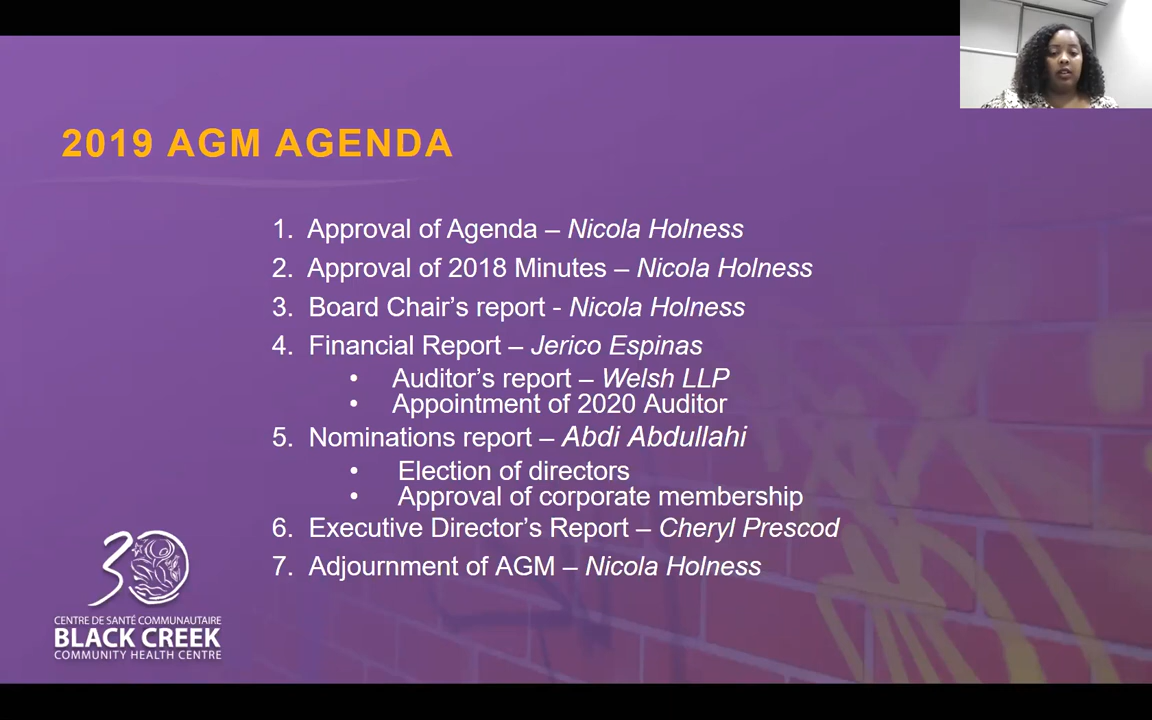 2019 AGM AGENDA
1. Approval of Agenda – Nicola Holness
2. Approval of 2018 Minutes – Nicola Holness
3. Board Chair’s report - Nicola Holness
4. Financial Report – Jerico Espinas
• Auditor’s report – Welsh LLP
• Appointment of 2020 Auditor
5. Nominations report – Abdi Abdullahi
• Election of directors
• Approval of corporate membership
6. Executive Director’s Report – Cheryl Prescod
7. Adjournment of AGM – Nicola Holness
30
CENTRE DE SANTÉ COMMUNAUTAIRE
BLACK CREEK
COMMUNITY HEALTH CENTRE